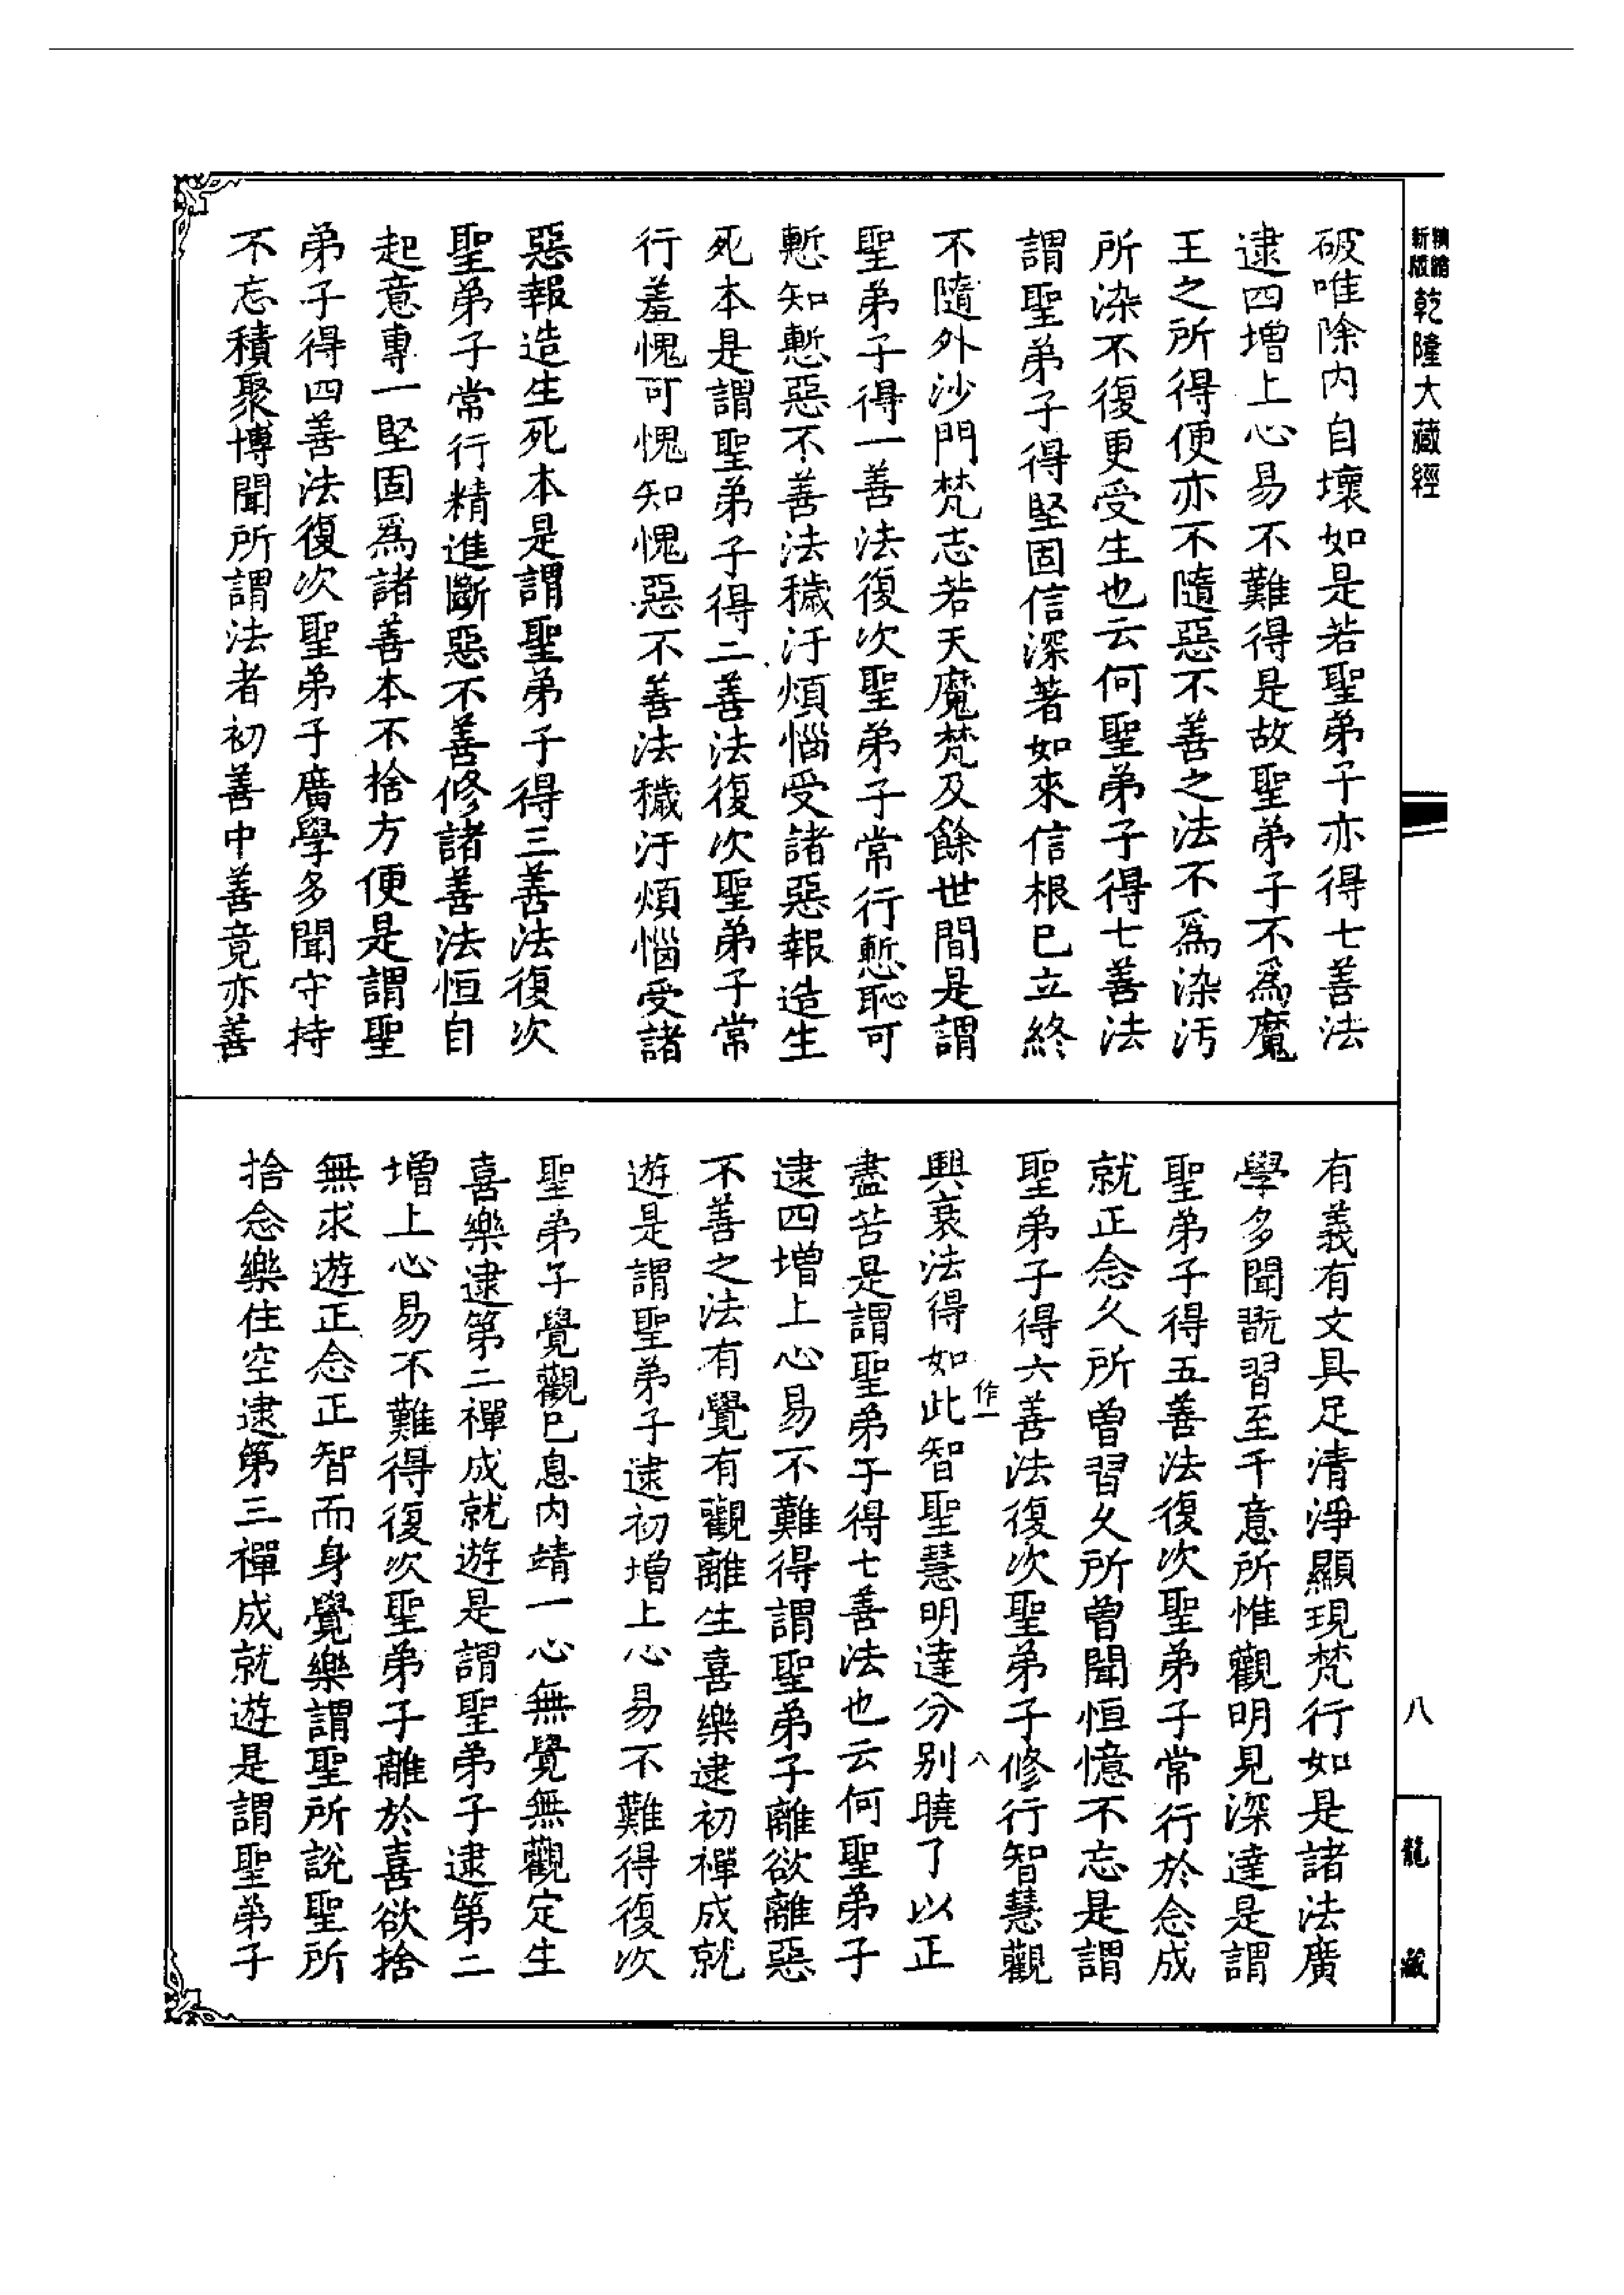 精縮新版乾隆大藏經
破唯除內自壞如是若聖弟子亦得七善法
逮四增上心易不難得是故聖弟子不爲魔
王之所得便亦不隨惡不善之法不爲染汚
所染不復更受生也云何聖弟子得七善法
謂聖弟子得堅固信深著如來信根已立終
不隨外沙門梵志若天魔梵及餘世間是謂
聖弟子得一善法復次聖弟子常行慙恥可
慙知慙惡不善法穢汙煩惱受諸惡報造生
死本是謂聖弟子得二善法復次聖弟子常
行羞愧可愧知愧惡不善法穢汙煩惱受諸
惡報造生死本是謂聖弟子得三善法復次
聖弟子常行精進斷惡不善修諸善法恒自
起意專一堅固爲諸善本不捨方便是謂聖
弟子得四善法復次聖弟子廣學多聞守持
不忘積聚博聞所謂法者初善中善竟亦善
有義有文具足清淨顯現梵行如是諸法廣
學多聞翫習至千意所惟觀明見深達是謂
聖弟子得五善法復次聖弟子常行於念成
就正念久所曾習久所曾聞恒憶不忘是謂
聖弟子得六善法復次聖弟子修行智慧觀
作一 八
興衰法得如此智聖慧明達分別曉了以正
盡苦是謂聖弟子得七善法也云何聖弟子
逮四增上心易不難得謂聖弟子離欲離惡
不善之法有覺有觀離生喜樂逮初禪成就
遊是謂聖弟子逮初增上心易不難得復次
聖弟子覺觀已息內靖一心無覺無觀定生
喜樂逮第二禪成就遊是謂聖弟子逮第二
增上心易不難得復次聖弟子離於喜欲捨
無求遊正念正智而身覺樂謂聖所說聖所
捨念樂住空逮第三禪成就遊是謂聖弟子
八
龍藏